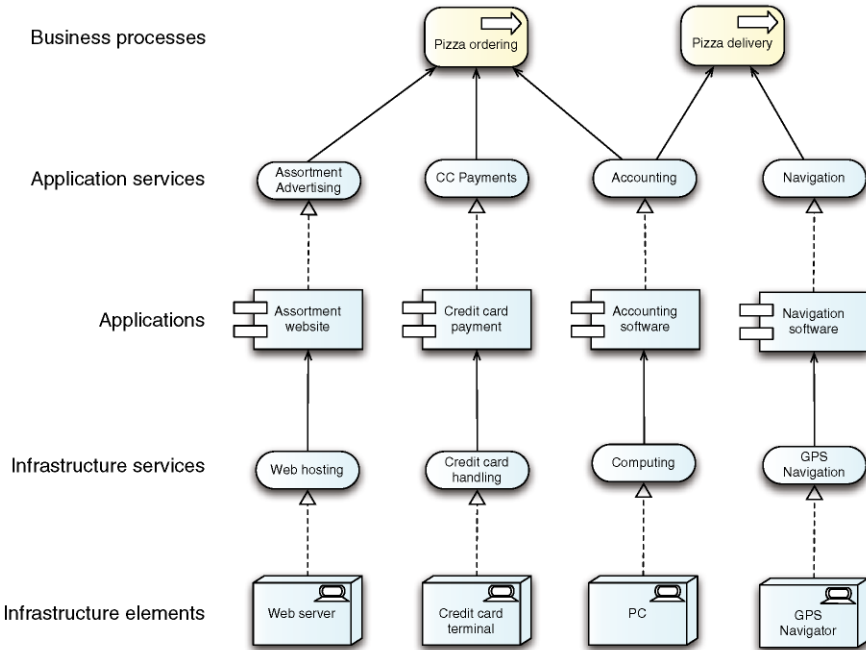 Business processes
Pizza ordering
Pizza delivery
Application services
Assortment
Advertising
CC Payments
Accounting
Navigation
Applications
Assortment
website
Credit card
payment
Accounting
software
Navigation
software
Infrastructure services
Web hosting
Credit card
handling
Computing
GPS
Navigation
Infrastructure elements
Web server
Credit card
terminal
PC
GPS
Navigator